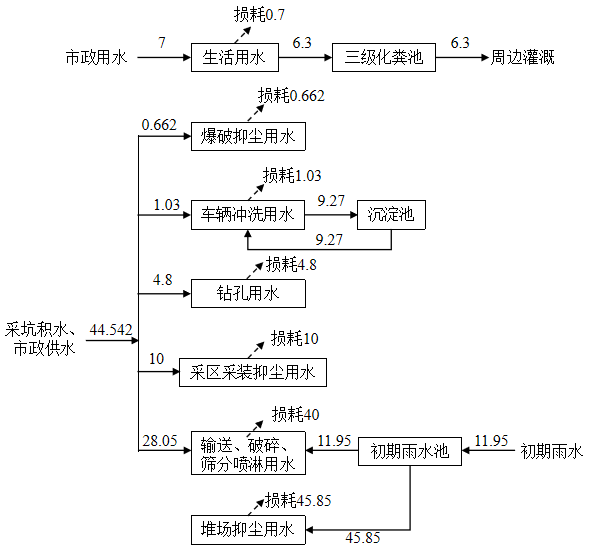 损耗0.7
市政用水
7
生活用水
6.3
三级化粪池
6.3
周边灌溉
损耗0.662
0.662
爆破抑尘用水
损耗1.03
1.03
车辆冲洗用水
9.27
沉淀池
9.27
损耗4.8
4.8
钻孔用水
采坑积水、
市政供水
44.542
损耗10
10
采区采装抑尘用水
损耗40
28.05
输送、破碎、
筛分喷淋用水
11.95
初期雨水池
11.95
初期雨水
损耗45.85
堆场抑尘用水
45.85